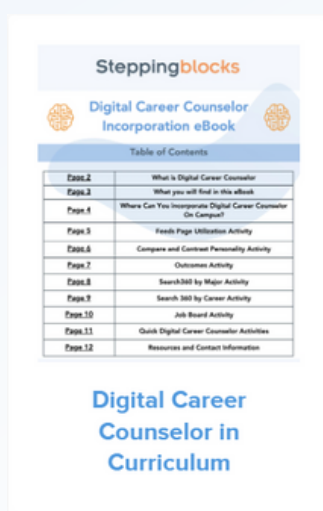 Steppingblocks
Digital Career Counselor
Incorporation eBook
Table of Contents
Page 2 What is Digital Career Counselor
Page 3 What you will find in this eBook
Page 4 Where Can You Incorporate Digital Career Counselor
On Campus?
Page 5 Feeds Page Utilization Activity
Page 6 Compare and Contrast Personality Activity
Page 7 Outcomes Activity
Page 8 Search360 by Major Activity
Page 9 Search 360 by Career Activity
Page 10 Job Board Activity
Page 11 Quick Digital Career Counselor Activities
Page 12 Resources and Contact Information
Digital Career
Counselor in
Curriculum